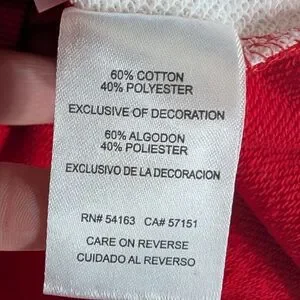 60% COTTON
40% POLYESTER
EXCLUSIVE OF DECORATION
60% ALGODON
40% POLIESTER
EXCLUSIVO DE LA DECORACION
RN# 54163 CA# 57151
CARE ON REVERSE
CUIDADO AL REVERSO